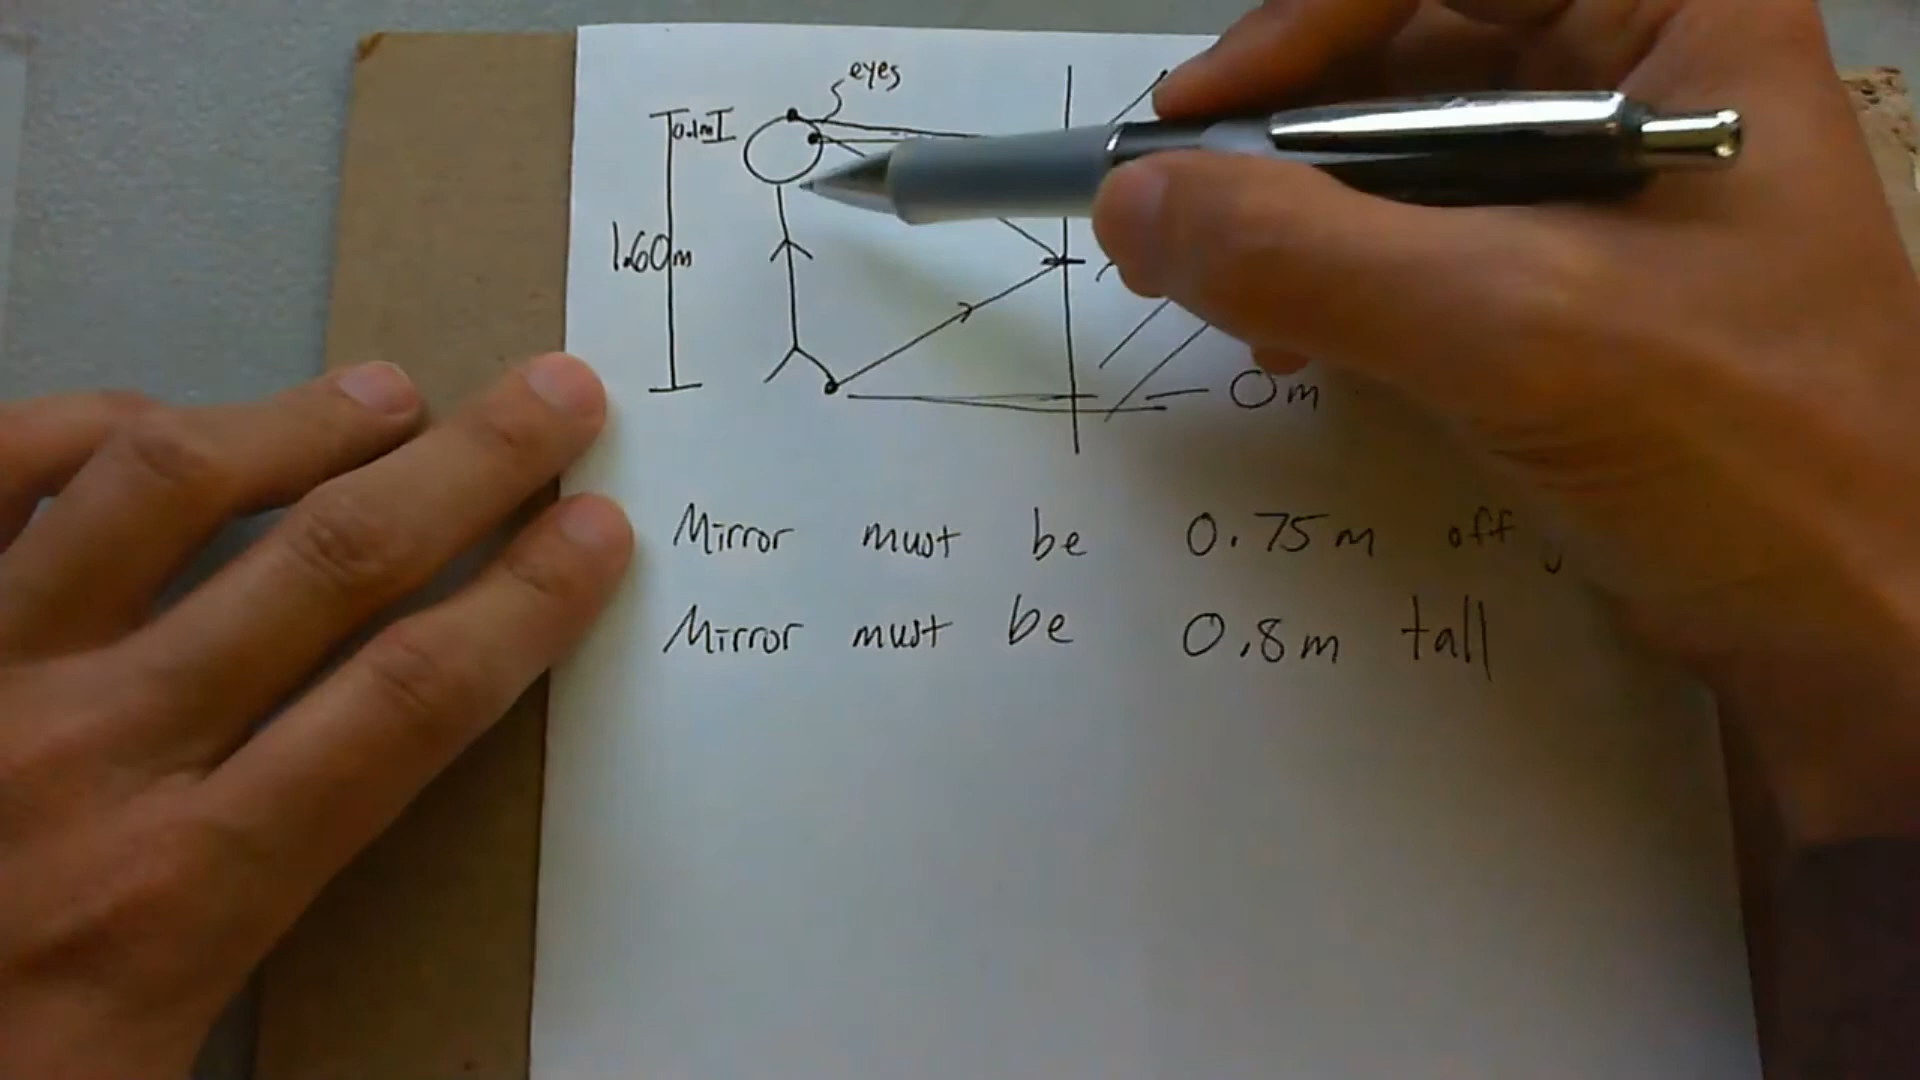 eyes
0.1m
1.60m
0m
Mirror must be 0.75m off
Mirror must be 0.8m tall